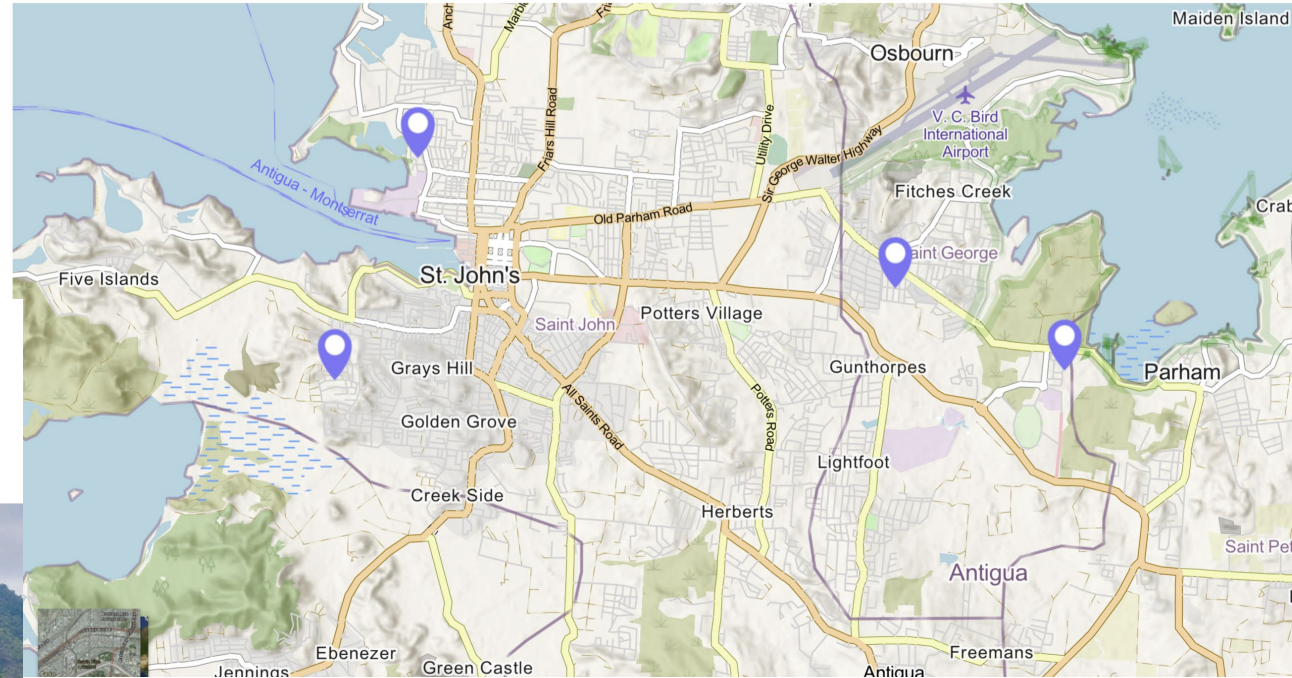 Maiden Island
Osbourn
V. C. Bird
International
Airport
Friars Hill Road
Utility Drive
Sir George Walter Highway
Antigua - Montserrat
Fitches Creek
Old Parham Road
Crab
aint George
Five Islands
St. John's
Saint John
Potters Village
Grays Hill
Gunthorpes
Parham
All Saints Road
Potters Road
Golden Grove
Lightfoot
Creek Side
Herberts
Saint Pet
Antigua
Ebenezer
Freemans
Jennings
Green Castle
Antigua